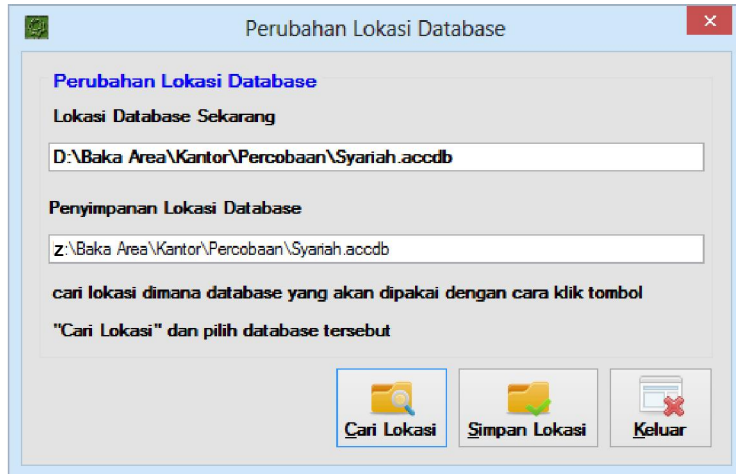 Perubahan Lokasi Database
Perubahan Lokasi Database
Lokasi Database Sekarang
D:\Baka Area\Kantor\Percobaan\Syariah.accdb
Penyimpanan Lokasi Database
z:\Baka Area\Kantor\Percobaan\Syariah.accdb
cari lokasi dimana database yang akan dipakai dengan cara klik tombol
"Cari Lokasi" dan pilih database tersebut
Cari Lokasi
Simpan Lokasi
Keluar